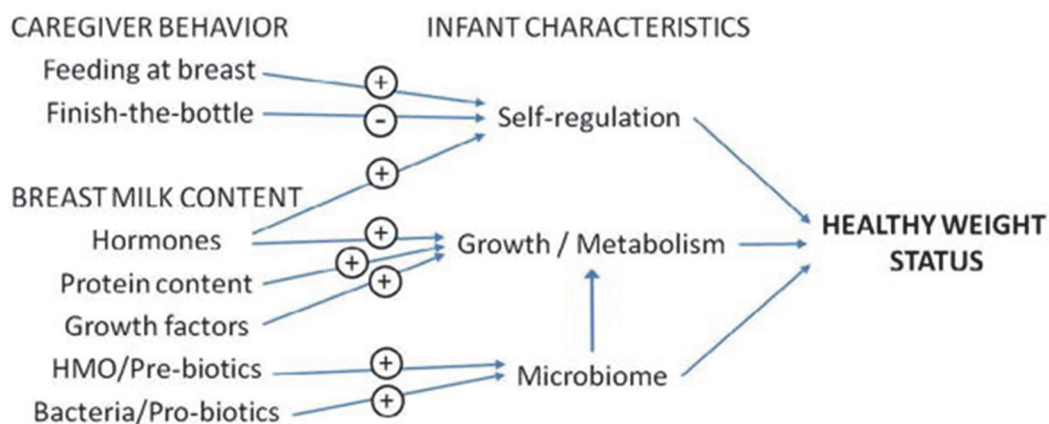 CAREGIVER BEHAVIOR
Feeding at breast
Finish-the-bottle
BREAST MILK CONTENT
Hormones
Protein content
Growth factors
HMO/Pre-biotics
Bacteria/Pro-biotics
+
-
+
+
+
+
+
+
INFANT CHARACTERISTICS
Self-regulation
Growth / Metabolism
Microbiome
HEALTHY WEIGHT
STATUS